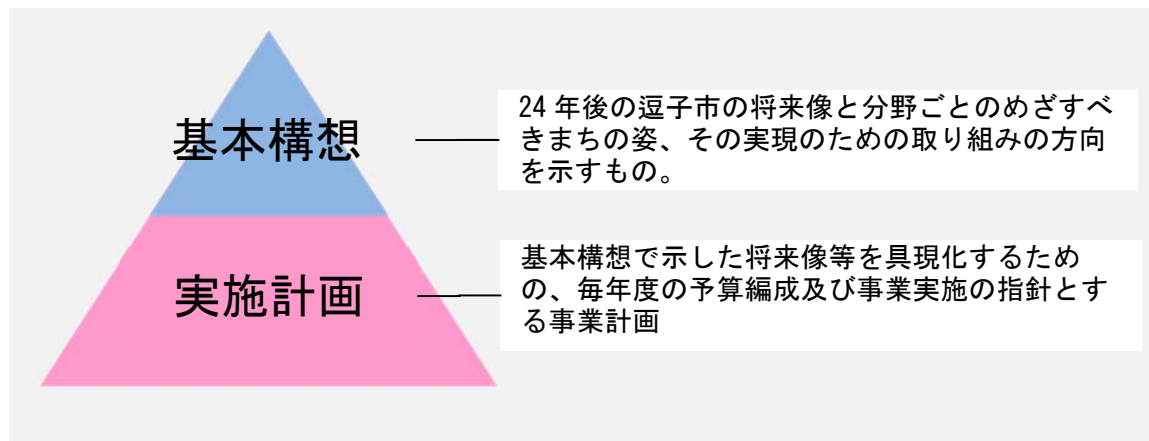 基本構想
24 年後の逗子市の将来像と分野ごとのめざすべ
きまちの姿、その実現のための取り組みの方向
を示すもの。
実施計画
基本構想で示した将来像等を具現化するため
の、毎年度の予算編成及び事業実施の指針とす
る事業計画